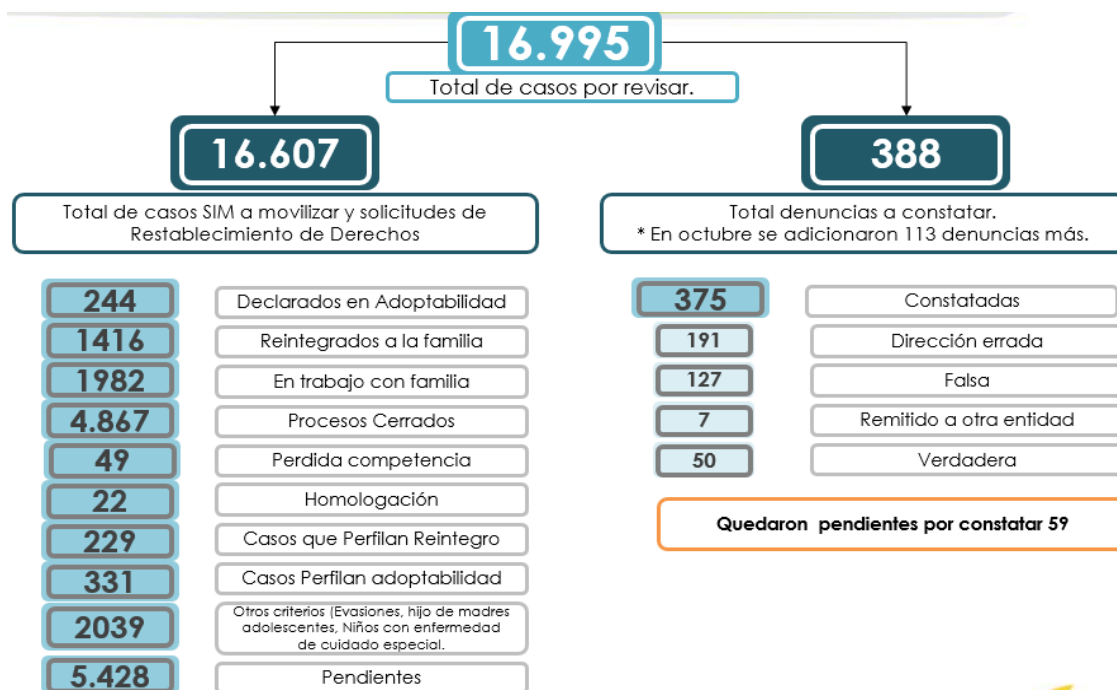 16.995
Total de casos por revisar.
16.607
Total de casos SIM a movilizar y solicitudes de
Restablecimiento de Derechos
244 Declarados en Adoptabilidad
1416 Reintegrados a la familia
1982 En trabajo con familia
4.867 Procesos Cerrados
49 Perdida competencia
22 Homologación
229 Casos que Perfilan Reintegro
331 Casos Perfilan adoptabilidad
2039 Otros criterios (Evasiones, hijo de madres
adolescentes, Niños con enfermedad
de cuidado especial.
5.428 Pendientes
388
Total denuncias a constatar.
* En octubre se adicionaron 113 denuncias más.
375 Constatadas
191 Dirección errada
127 Falsa
7 Remitido a otra entidad
50 Verdadera
Quedaron pendientes por constatar 59